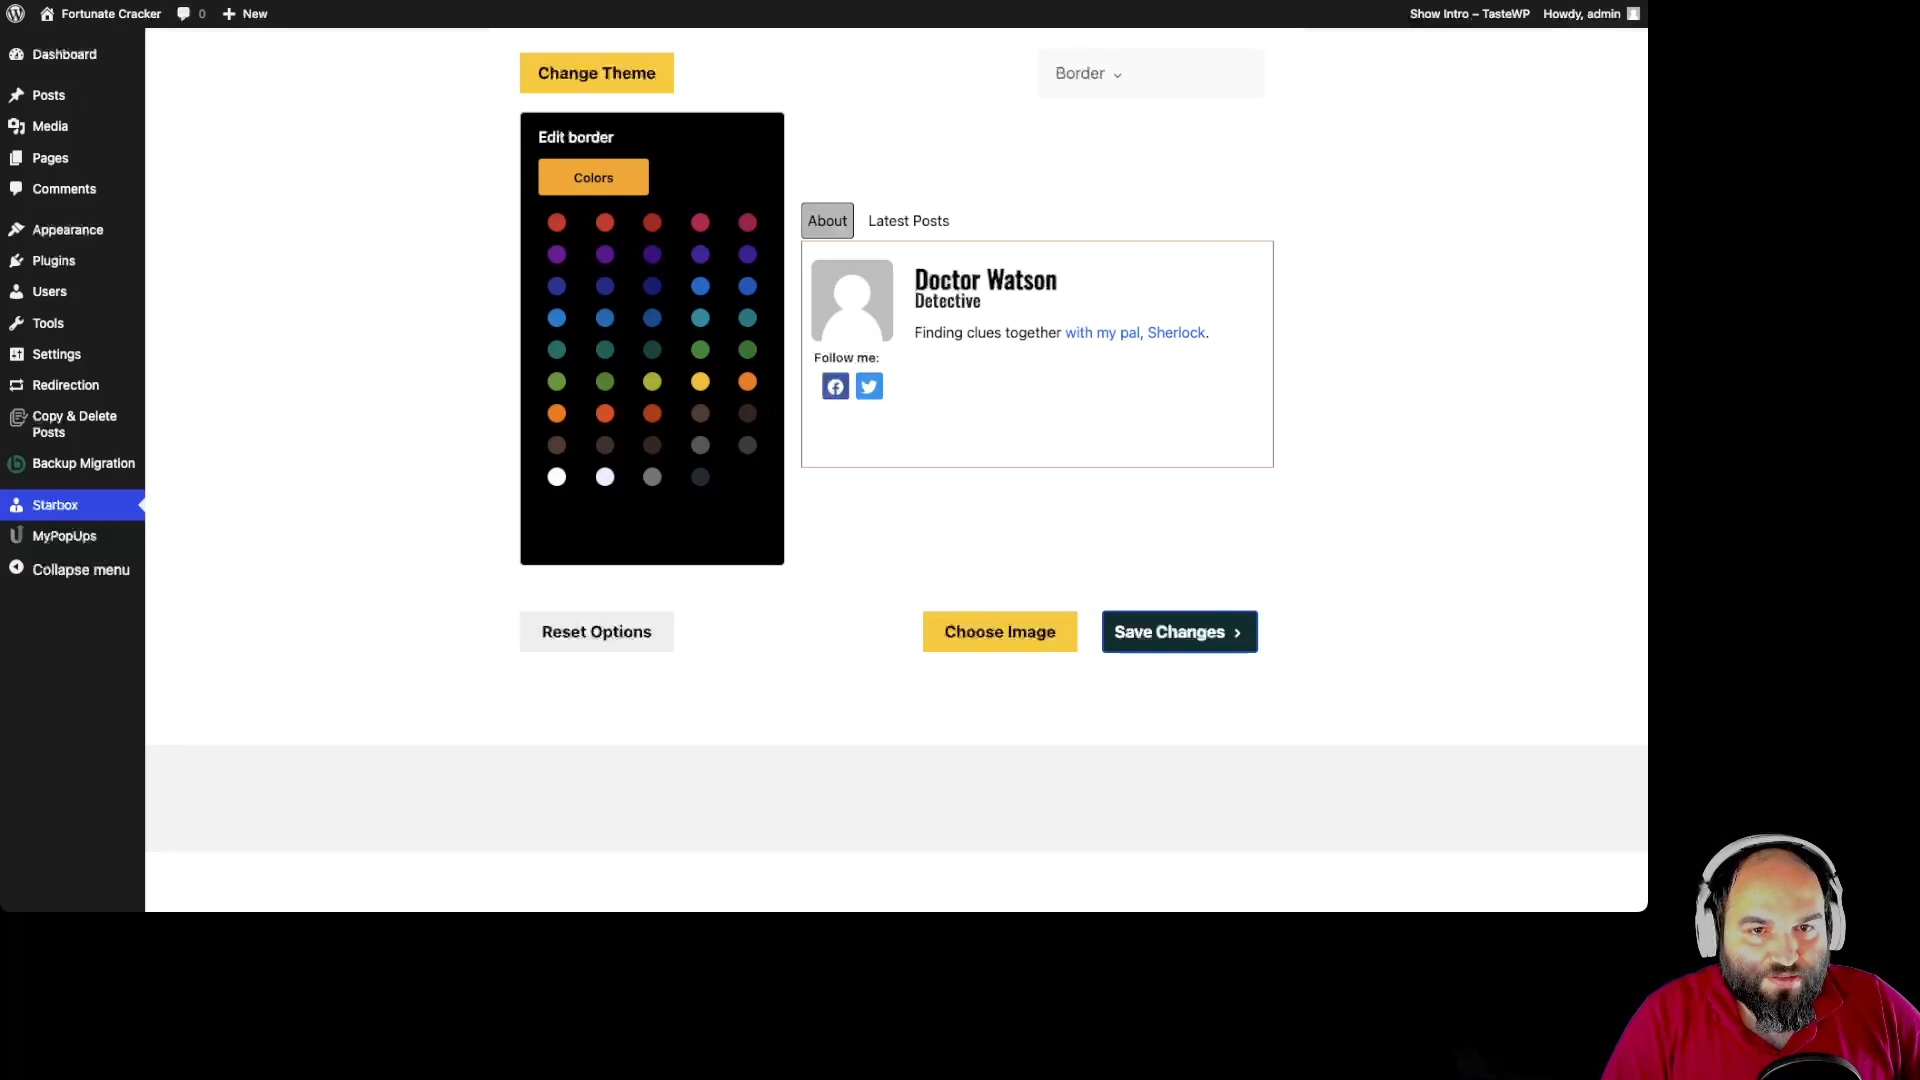 Fortunate Cracker
0
New
Show Intro – TasteWP
Howdy, admin
Dashboard
Posts
Media
Pages
Comments
Appearance
Plugins
Users
Tools
Settings
Redirection
Copy & Delete
Posts
Backup Migration
Starbox
MyPopUps
Collapse menu
Change Theme
Border
Edit border
Colors
About
Latest Posts
Doctor Watson
Detective
Finding clues together with my pal, Sherlock.
Follow me:
Reset Options
Choose Image
Save Changes ›